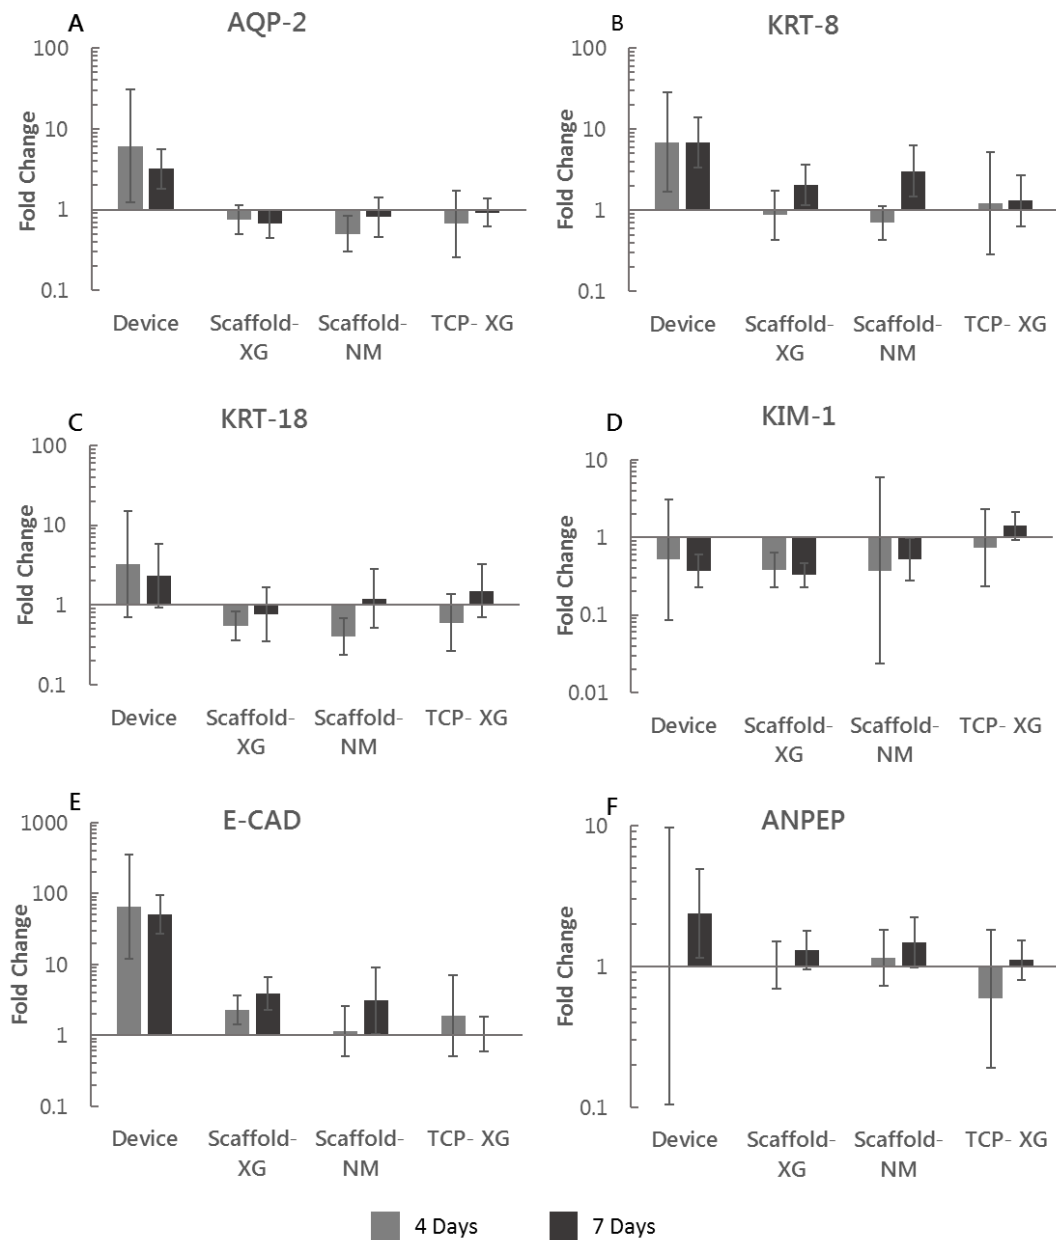 A
AQP-2
Fold Change
100
10
1
0.1
Device
Scaffold-
XG
Scaffold-
NM
TCP- XG
B
KRT-8
Fold Change
100
10
1
0.1
Device
Scaffold-
XG
Scaffold-
NM
TCP- XG
C
KRT-18
Fold Change
100
10
1
0.1
Device
Scaffold-
XG
Scaffold-
NM
TCP- XG
D
KIM-1
Fold Change
10
1
0.1
0.01
Device
Scaffold-
XG
Scaffold-
NM
TCP- XG
E
E-CAD
Fold Change
1000
100
10
1
0.1
Device
Scaffold-
XG
Scaffold-
NM
TCP- XG
F
ANPEP
Fold Change
10
1
0.1
Device
Scaffold-
XG
Scaffold-
NM
TCP- XG
4 Days
7 Days